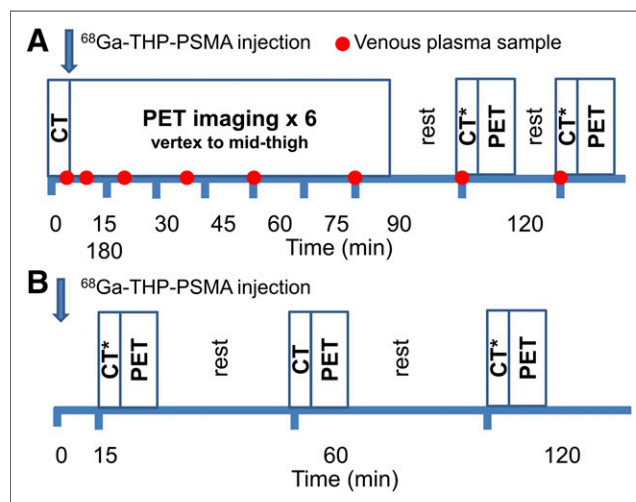 A
⁶⁸Ga-THP-PSMA injection
Venous plasma sample
CT
PET imaging x 6
vertex to mid-thigh
rest
CT*
PET
rest
CT*
PET
0 15 30 45 60 75 90 120
180
Time (min)
B
⁶⁸Ga-THP-PSMA injection
CT*
PET
rest
CT
PET
rest
CT*
PET
0 15 60 120
Time (min)